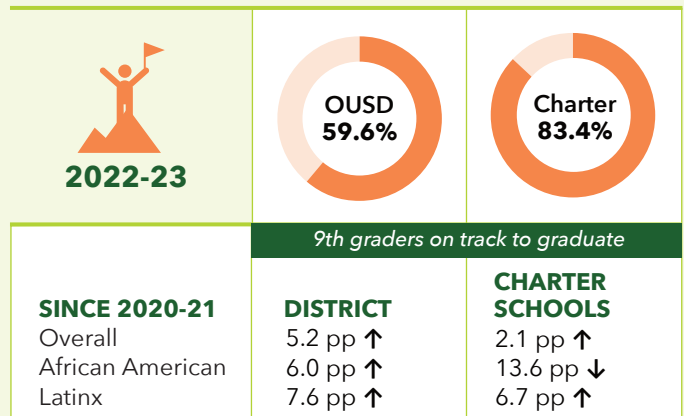 OUSD
59.6%
Charter
83.4%
2022-23
9th graders on track to graduate
SINCE 2020-21 DISTRICT CHARTER SCHOOLS
Overall 5.2 pp ↑ 2.1 pp ↑
African American 6.0 pp ↑ 13.6 pp ↓
Latinx 7.6 pp ↑ 6.7 pp ↑